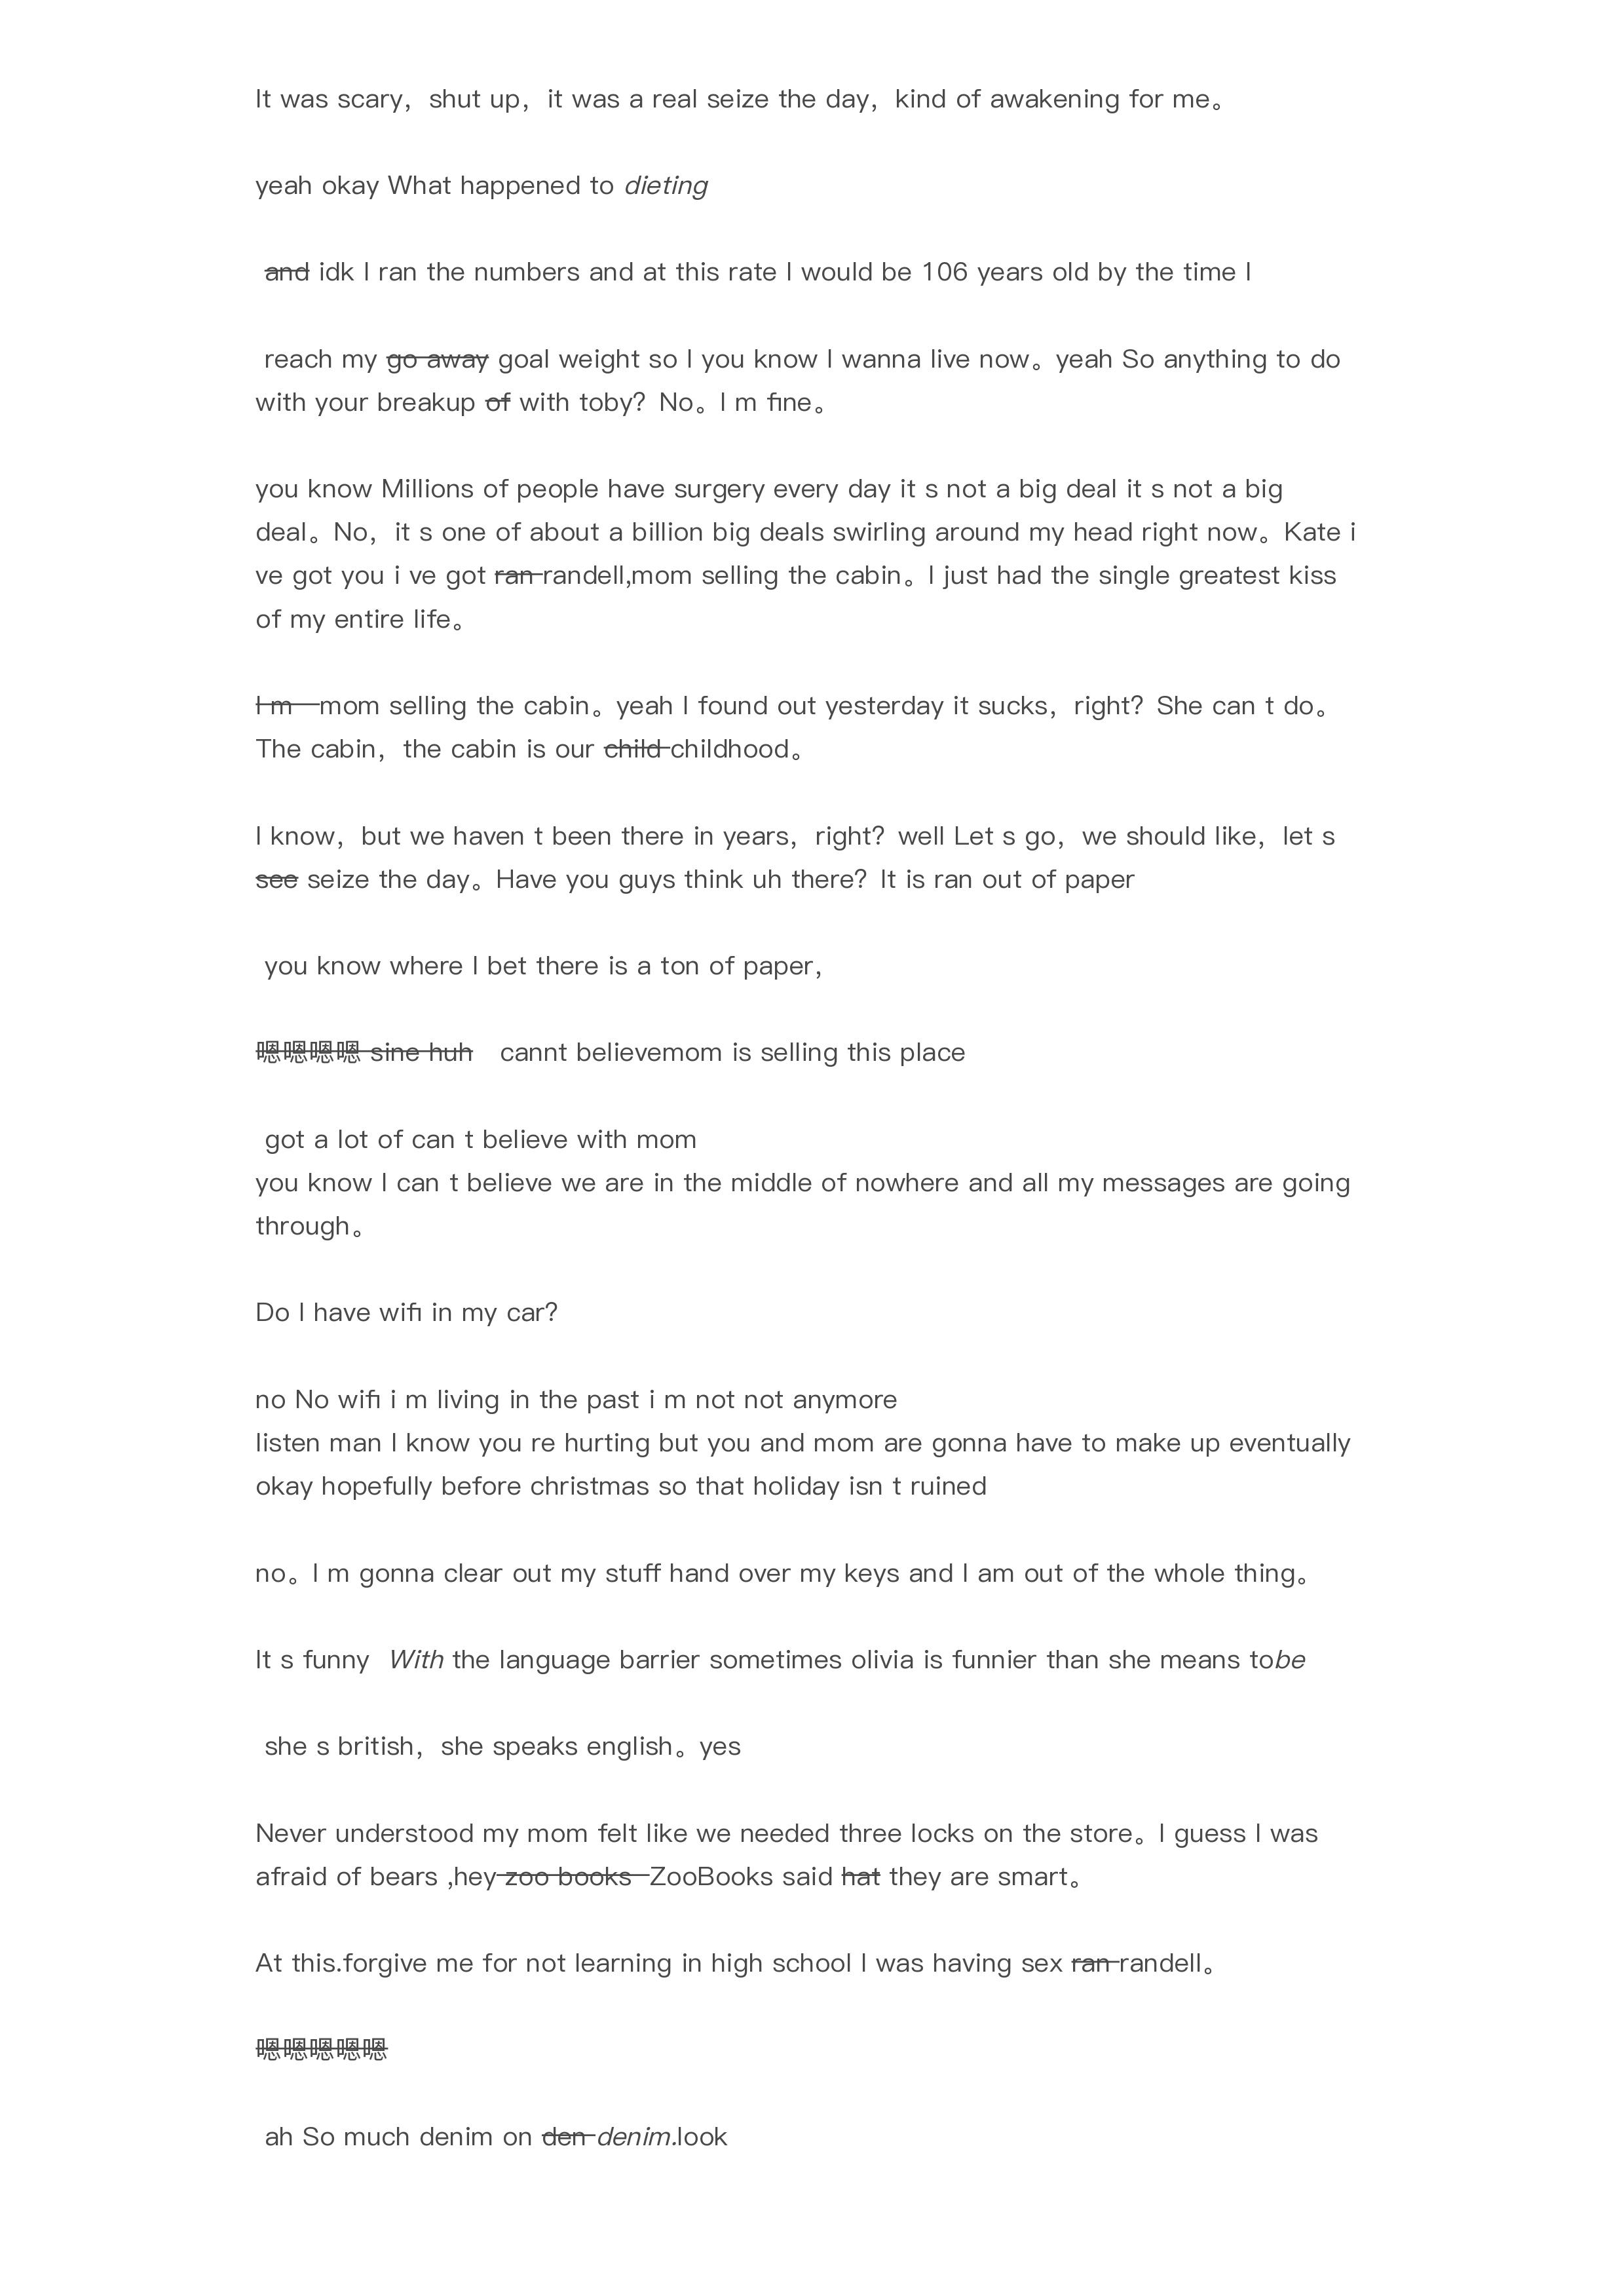 It was scary，shut up，it was a real seize the day，kind of awakening for me。
yeah okay What happened to dieting
and idk I ran the numbers and at this rate I would be 106 years old by the time I
reach my go away goal weight so I you know I wanna live now。yeah So anything to do
with your breakup of with toby？No。I m fine。
you know Millions of people have surgery every day it s not a big deal it s not a big
deal。No，it s one of about a billion big deals swirling around my head right now。Kate i
ve got you i ve got ran randell,mom selling the cabin。I just had the single greatest kiss
of my entire life。
I m  mom selling the cabin。yeah I found out yesterday it sucks，right？She can t do。
The cabin，the cabin is our child childhood。
I know，but we haven t been there in years，right？well Let s go，we should like，let s
see seize the day。Have you guys think uh there？It is ran out of paper
you know where I bet there is a ton of paper，
嗯嗯嗯嗯 sine huh  cannt believemom is selling this place
got a lot of can t believe with mom
you know I can t believe we are in the middle of nowhere and all my messages are going
through。
Do I have wifi in my car？
no No wifi i m living in the past i m not not anymore
listen man I know you re hurting but you and mom are gonna have to make up eventually
okay hopefully before christmas so that holiday isn t ruined
no。I m gonna clear out my stuff hand over my keys and I am out of the whole thing。
It s funny  With the language barrier sometimes olivia is funnier than she means tobe
she s british，she speaks english。yes
Never understood my mom felt like we needed three locks on the store。I guess I was
afraid of bears ,hey zoo books ZooBooks said hat they are smart。
At this.forgive me for not learning in high school I was having sex ran randell。
嗯嗯嗯嗯嗯
ah So much denim on den denim.look